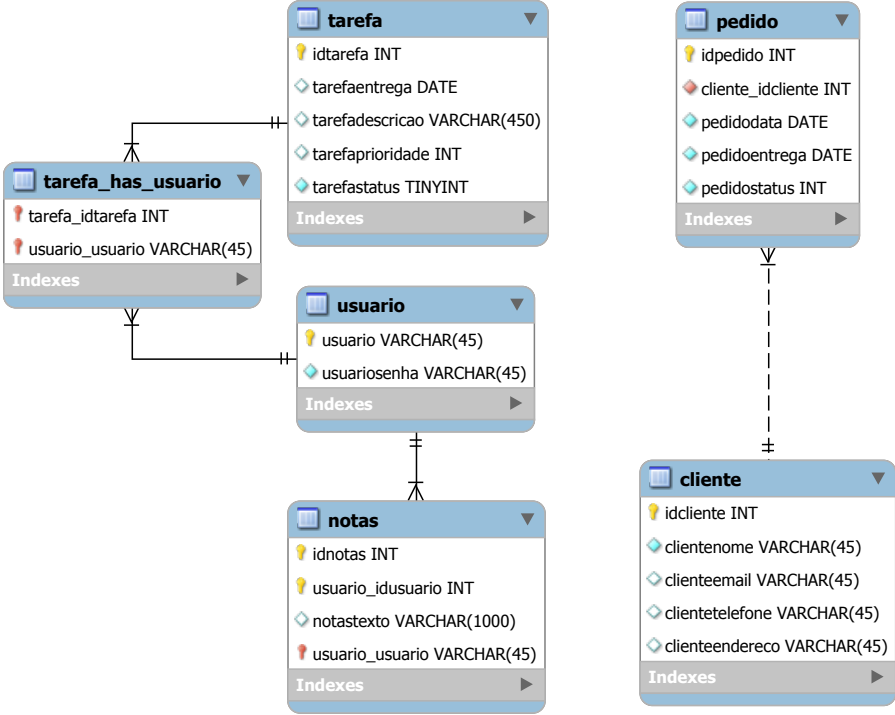 tarefa
idtarefa INT
tarefaentrega DATE
tarefadescricao VARCHAR(450)
tarefaprioridade INT
tarefastatus TINYINT
Indexes
pedido
idpedido INT
cliente_idcliente INT
pedidodata DATE
pedidoentrega DATE
pedidostatus INT
Indexes
tarefa_has_usuario
tarefa_idtarefa INT
usuario_usuario VARCHAR(45)
Indexes
usuario
usuario VARCHAR(45)
usuariosenha VARCHAR(45)
Indexes
notas
idnotas INT
usuario_idusuario INT
notastexto VARCHAR(1000)
usuario_usuario VARCHAR(45)
Indexes
cliente
idcliente INT
clientenome VARCHAR(45)
clienteemail VARCHAR(45)
clientetelefone VARCHAR(45)
clienteendereco VARCHAR(45)
Indexes